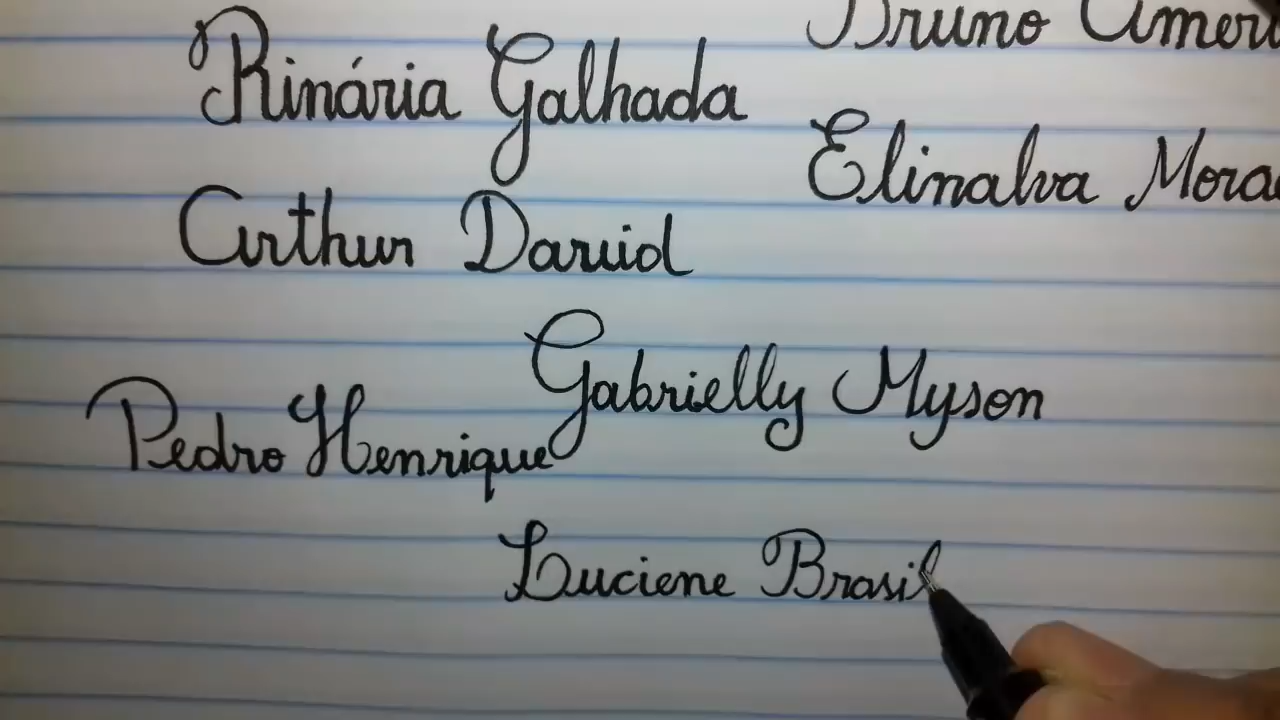 Bruno
Rinária Galhada
Elinalva
Arthur David
Gabrielly Myson
Pedro Henrique
Luciene Brasil